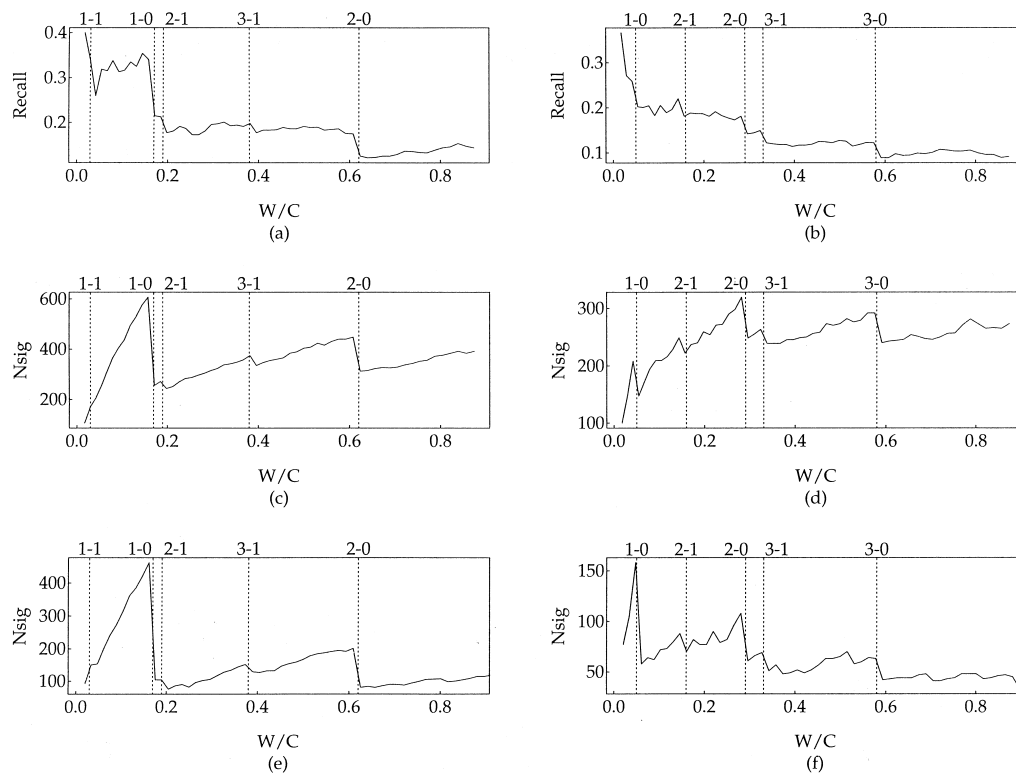 1-1 1-0 2-1 3-1 2-0
0.4
0.3
0.2
Recall
0.0 0.2 0.4 0.6 0.8
W/C
(a)
1-0 2-1 2-0 3-1 3-0
0.3
0.2
0.1
Recall
0.0 0.2 0.4 0.6 0.8
W/C
(b)
1-1 1-0 2-1 3-1 2-0
600
400
200
Nsig
0.0 0.2 0.4 0.6 0.8
W/C
(c)
1-0 2-1 2-0 3-1 3-0
300
200
100
Nsig
0.0 0.2 0.4 0.6 0.8
W/C
(d)
1-1 1-0 2-1 3-1 2-0
400
300
200
100
Nsig
0.0 0.2 0.4 0.6 0.8
W/C
(e)
1-0 2-1 2-0 3-1 3-0
150
100
50
Nsig
0.0 0.2 0.4 0.6 0.8
W/C
(f)